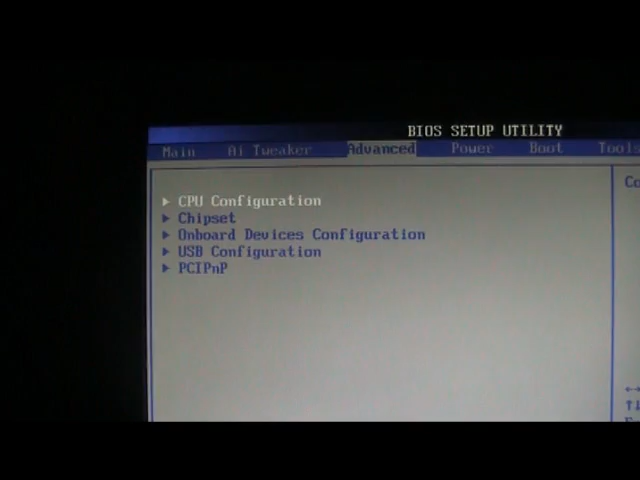 BIOS SETUP UTILITY
Main Ai Tweaker Advanced Power Boot Tools
CPU Configuration
Chipset
Onboard Devices Configuration
USB Configuration
PCIPnP